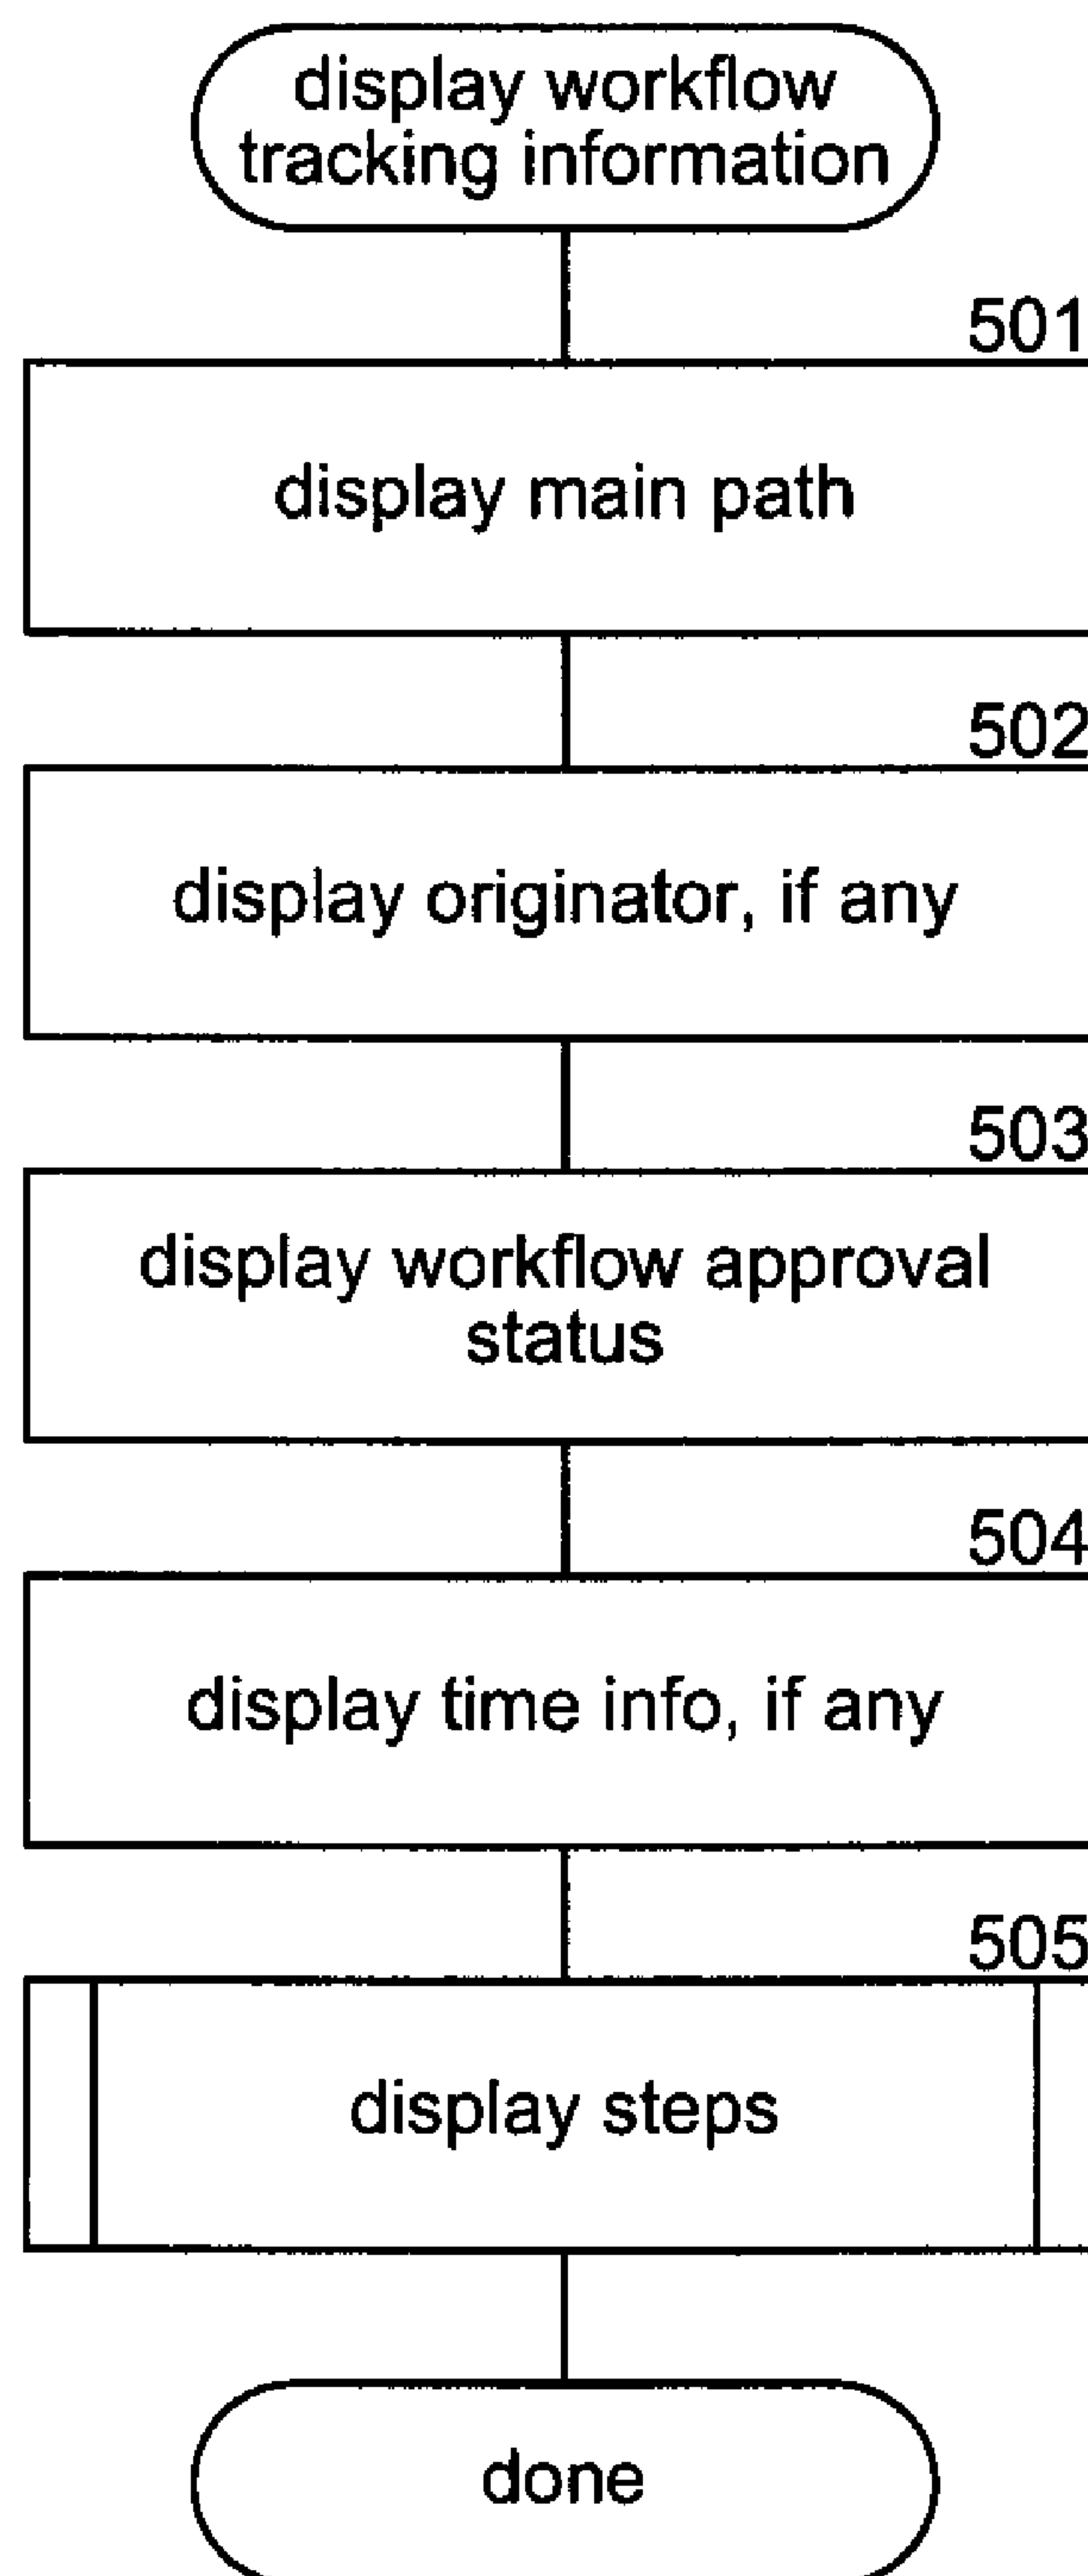 display workflow
tracking information
501
display main path
502
display originator, if any
503
display workflow approval
status
504
display time info, if any
505
display steps
done